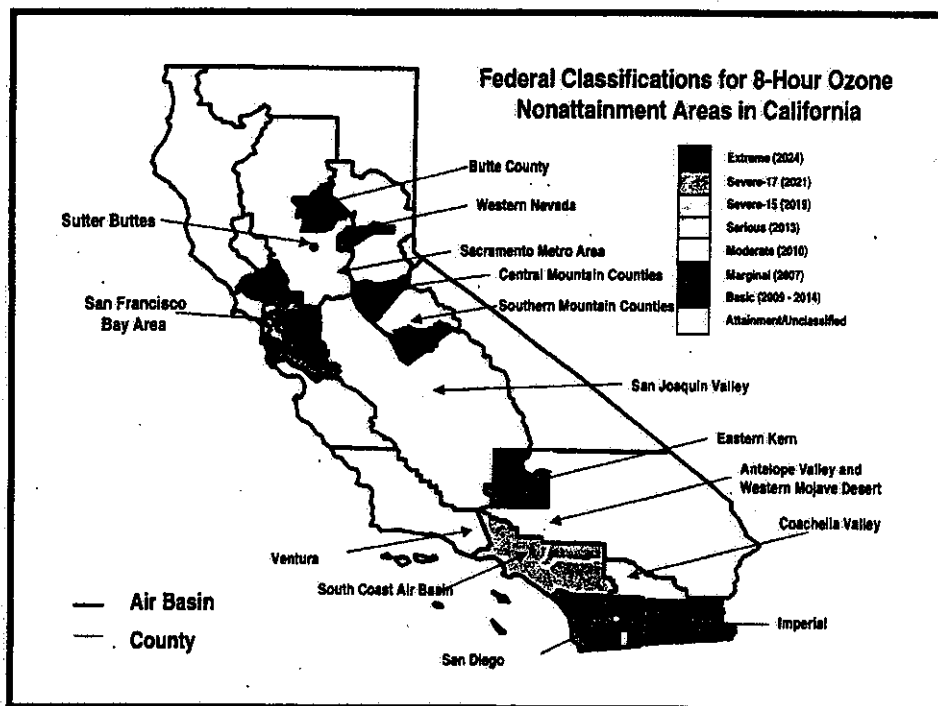 Federal Classifications for 8-Hour Ozone
Nonattainment Areas in California
Extreme (2024)
Severe-17 (2021)
Severe-15 (2019)
Serious (2013)
Moderate (2010)
Marginal (2007)
Basic (2009 - 2014)
Attainment/Unclassified
Butte County
Sutter Buttes
Western Nevada
Sacramento Metro Area
Central Mountain Counties
San Francisco
Bay Area
Southern Mountain Counties
San Joaquin Valley
Eastern Kern
Antelope Valley and
Western Mojave Desert
Coachella Valley
Ventura
South Coast Air Basin
Air Basin
County
Imperial
San Diego